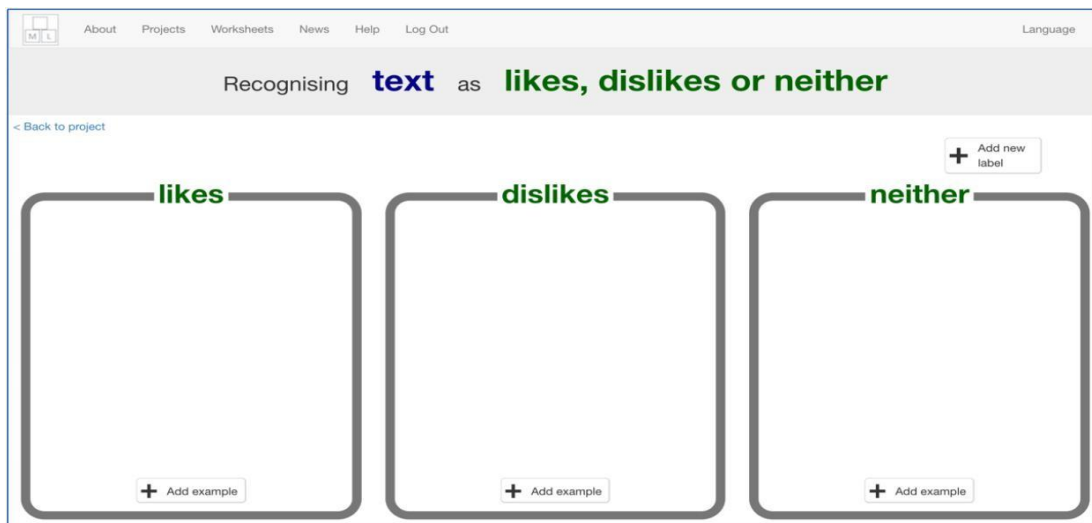 M L About Projects Worksheets News Help Log Out Language
Recognising text as likes, dislikes or neither
< Back to project
+ Add new
label
likes dislikes neither
+ Add example + Add example + Add example